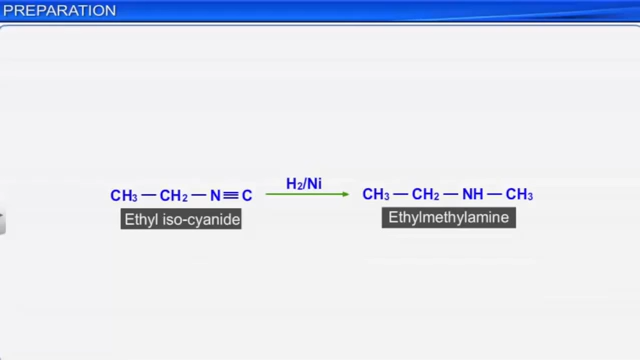 PREPARATION
H₂/Ni
CH₃ — CH₂ — N ≡ C
CH₃ — CH₂ — NH — CH₃
Ethyl iso-cyanide
Ethylmethylamine